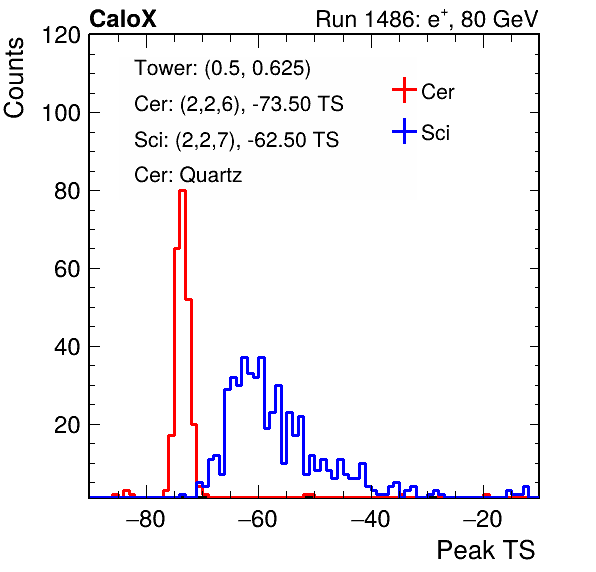 CaloX Run 1486: e⁺, 80 GeV
Counts
120
100
80
60
40
20
Tower: (0.5, 0.625)
Cer: (2,2,6), -73.50 TS
Sci: (2,2,7), -62.50 TS
Cer: Quartz
Cer
Sci
−80 −60 −40 −20
Peak TS